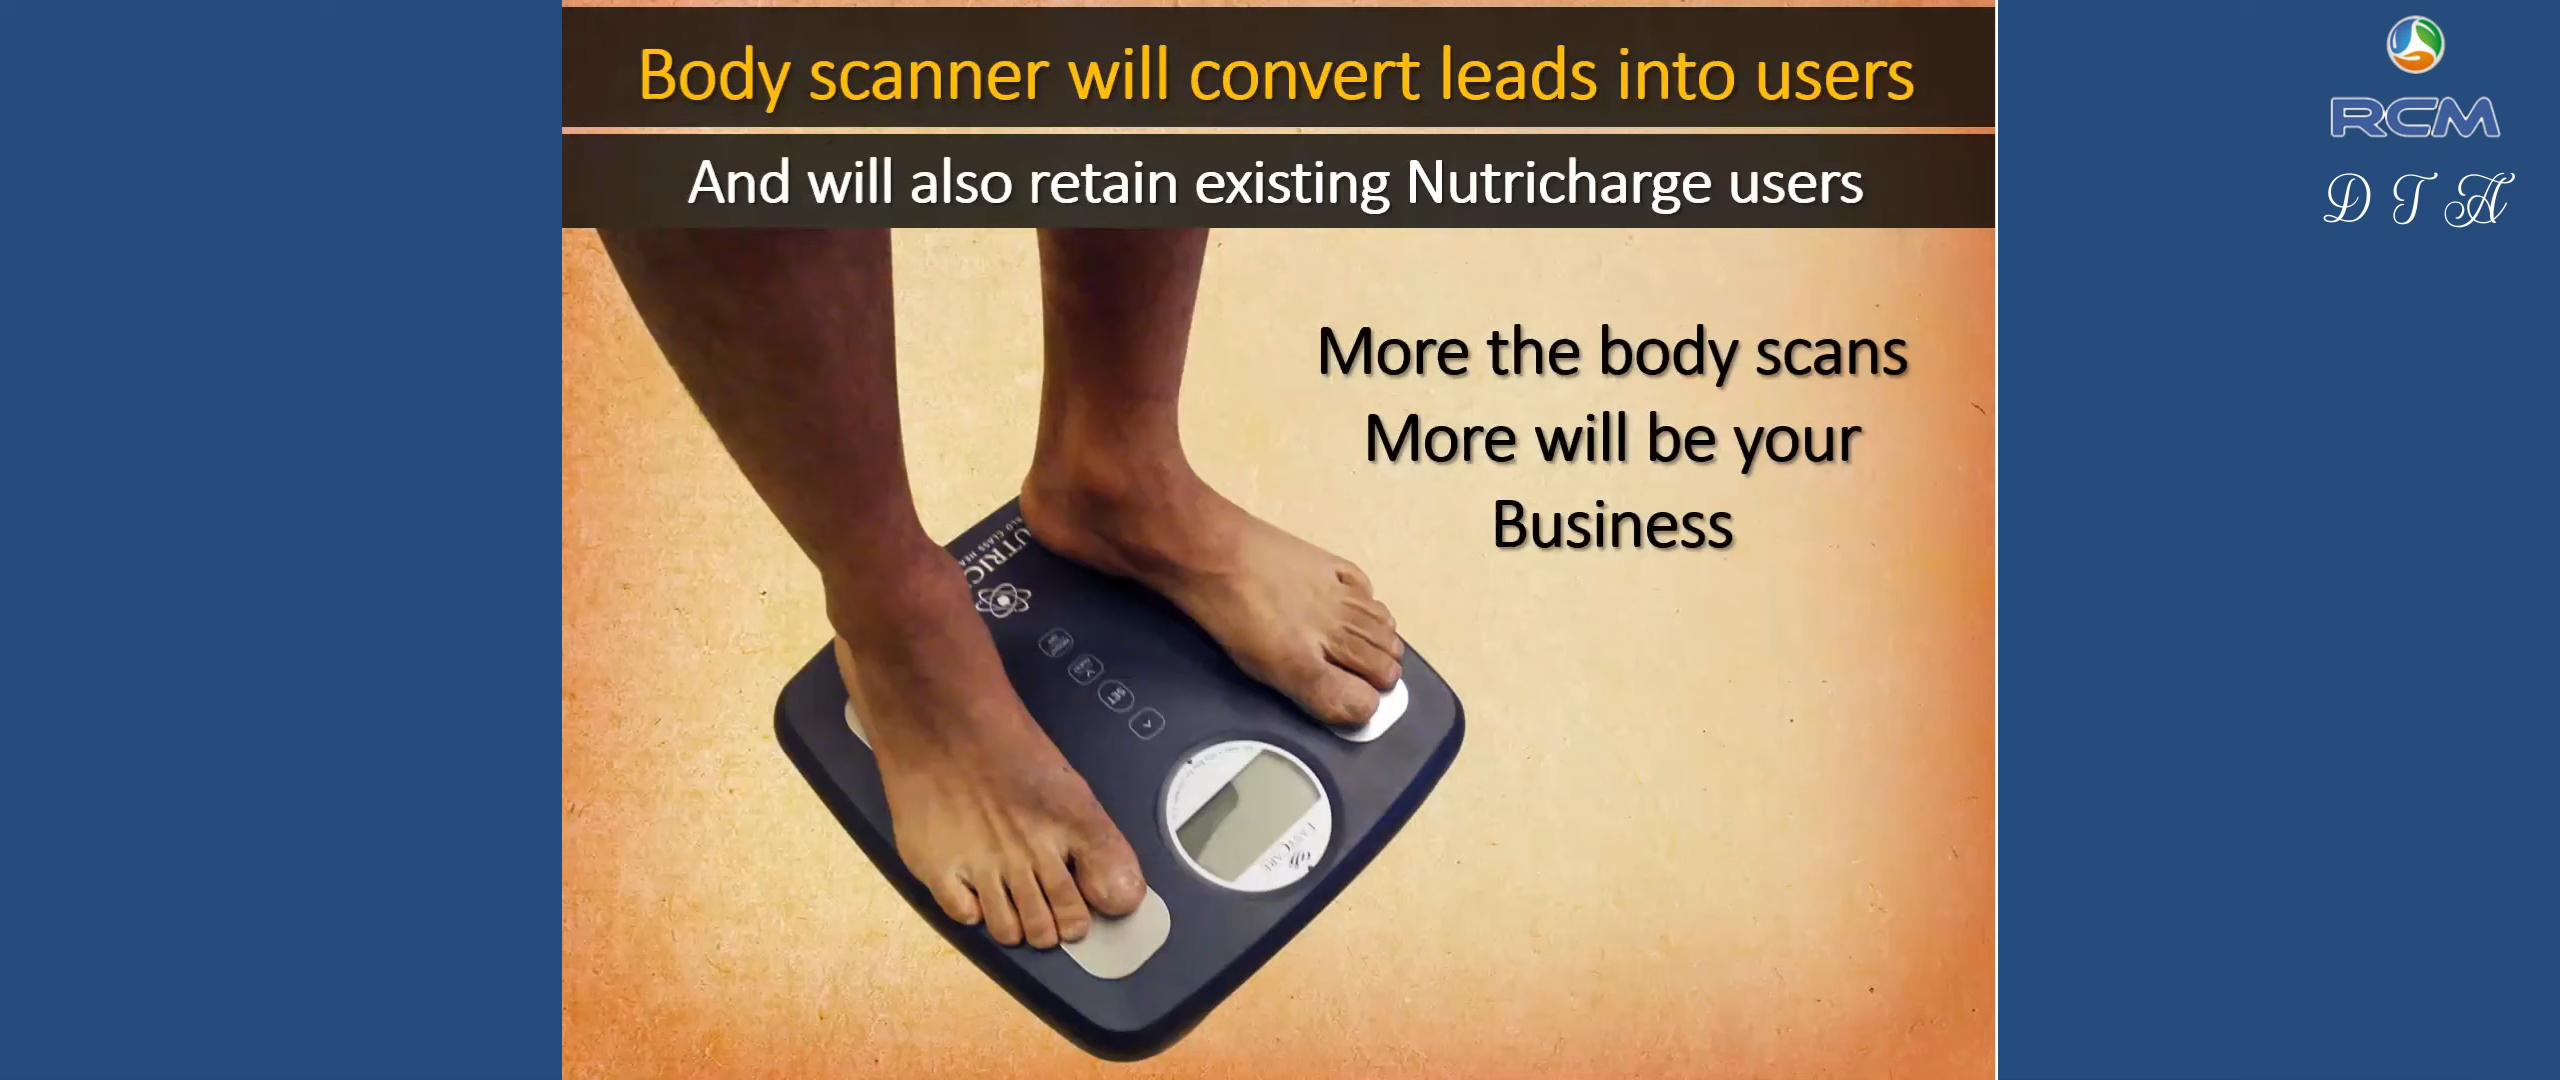 Body scanner will convert leads into users
And will also retain existing Nutricharge users
RCM
D T A
More the body scans
More will be your
Business
SET